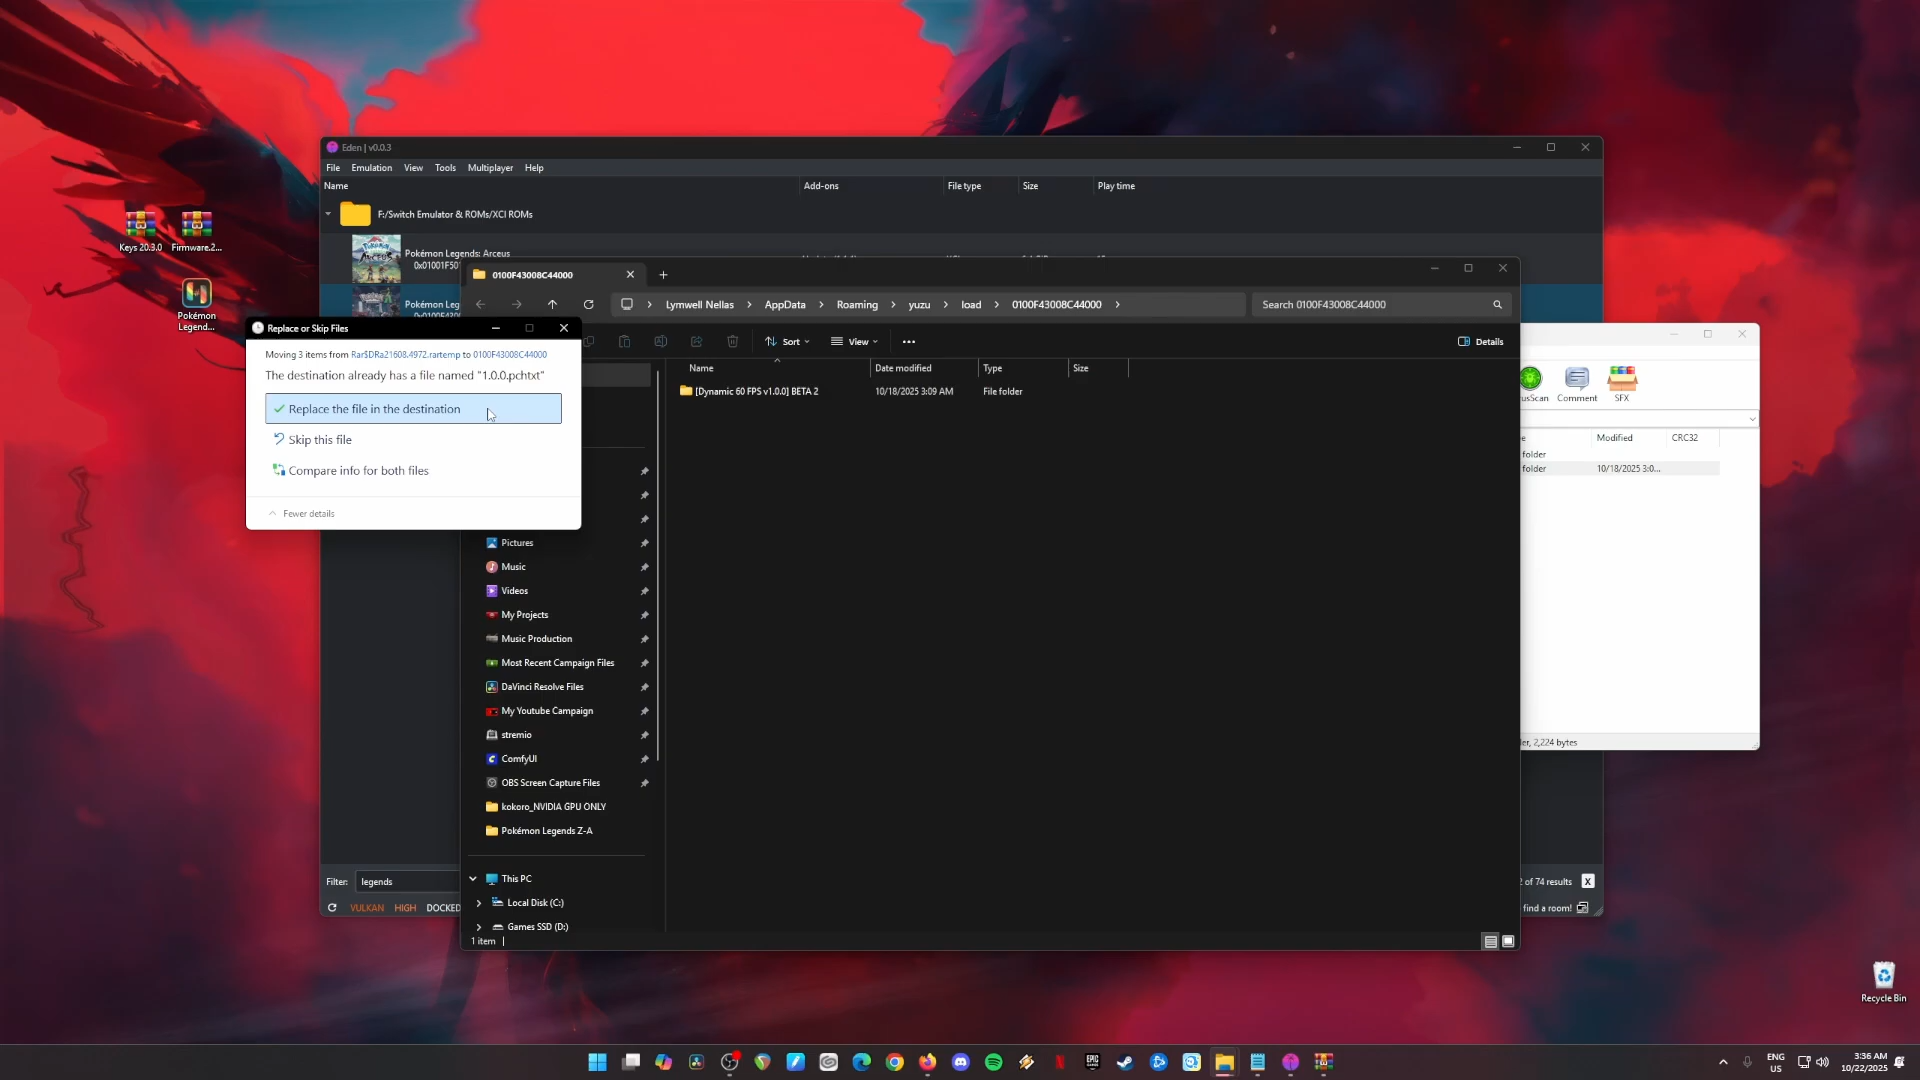 Keys 20.3.0
Firmware.2...
Pokémon
Legend...
Eden | v0.0.3
File Emulation View Tools Multiplayer Help
Name Add-ons File type Size Play time
F:/Switch Emulator & ROMs/XCI ROMs
Pokémon Legends: Arceus
0x01001F501
Pokémon Leg
0100F43008C44000
Lymwell Nellas > AppData > Roaming > yuzu > load > 0100F43008C44000 >
Search 0100F43008C44000
Sort View ... Details
Name Date modified Type Size
[Dynamic 60 FPS v1.0.0] BETA 2 10/18/2025 3:09 AM File folder
Replace or Skip Files
Moving 3 items from Rar$DRa21608.4972.rartemp to 0100F43008C44000
The destination already has a file named "1.0.0.pchtxt"
Replace the file in the destination
Skip this file
Compare info for both files
Fewer details
Pictures
Music
Videos
My Projects
Music Production
Most Recent Campaign Files
DaVinci Resolve Files
My Youtube Campaign
stremio
ComfyUI
OBS Screen Capture Files
kokoro_NVIDIA GPU ONLY
Pokémon Legends Z-A
This PC
Local Disk (C:)
Games SSD (D:)
1 item
usScan Comment SFX
e Modified CRC32
folder
folder 10/18/2025 3:0...
er, 2,224 bytes
Filter: legends
2 of 74 results X
VULKAN HIGH DOCKED
find a room!
Recycle Bin
ENG
US
3:36 AM
10/22/2025